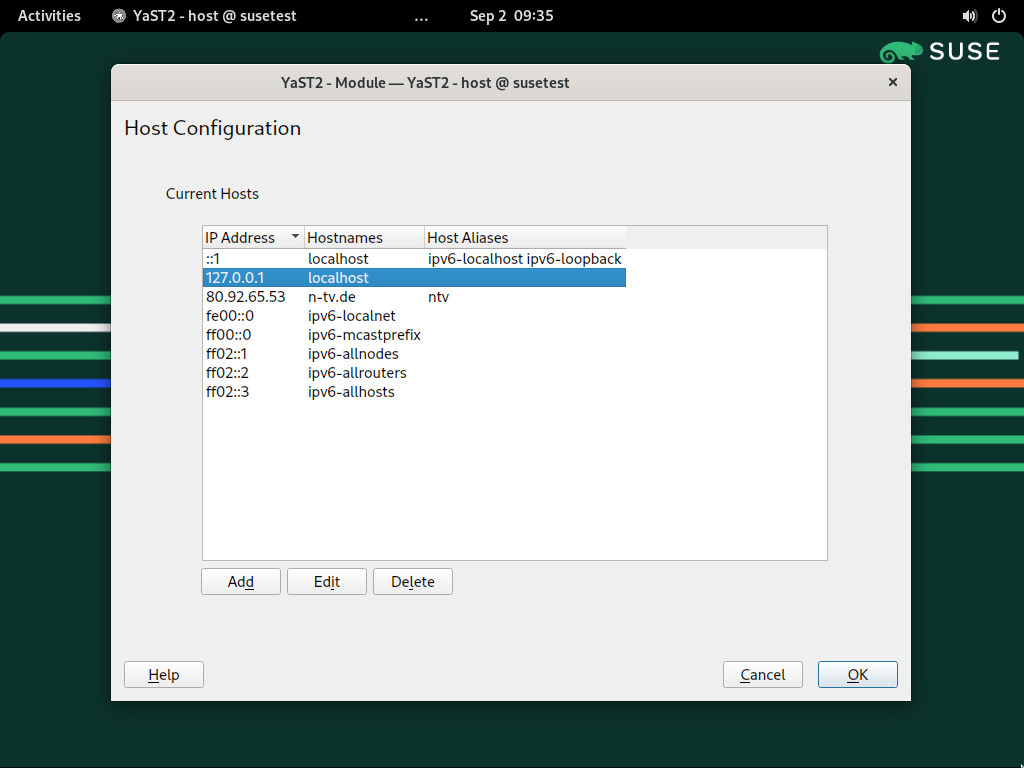 Activities YaST2 - host @ susetest ... Sep 2 09:35
SUSE
YaST2 - Module — YaST2 - host @ susetest ×
Host Configuration
Current Hosts
IP Address Hostnames Host Aliases
::1 localhost ipv6-localhost ipv6-loopback
127.0.0.1 localhost
80.92.65.53 n-tv.de ntv
fe00::0 ipv6-localnet
ff00::0 ipv6-mcastprefix
ff02::1 ipv6-allnodes
ff02::2 ipv6-allrouters
ff02::3 ipv6-allhosts
Add Edit Delete
Help Cancel OK